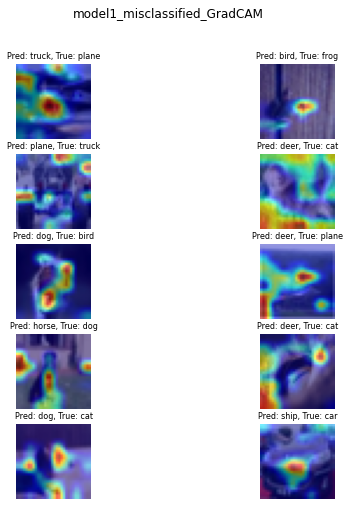 model1_misclassified_GradCAM
Pred: truck, True: plane
Pred: bird, True: frog
Pred: plane, True: truck
Pred: deer, True: cat
Pred: dog, True: bird
Pred: deer, True: plane
Pred: horse, True: dog
Pred: deer, True: cat
Pred: dog, True: cat
Pred: ship, True: car